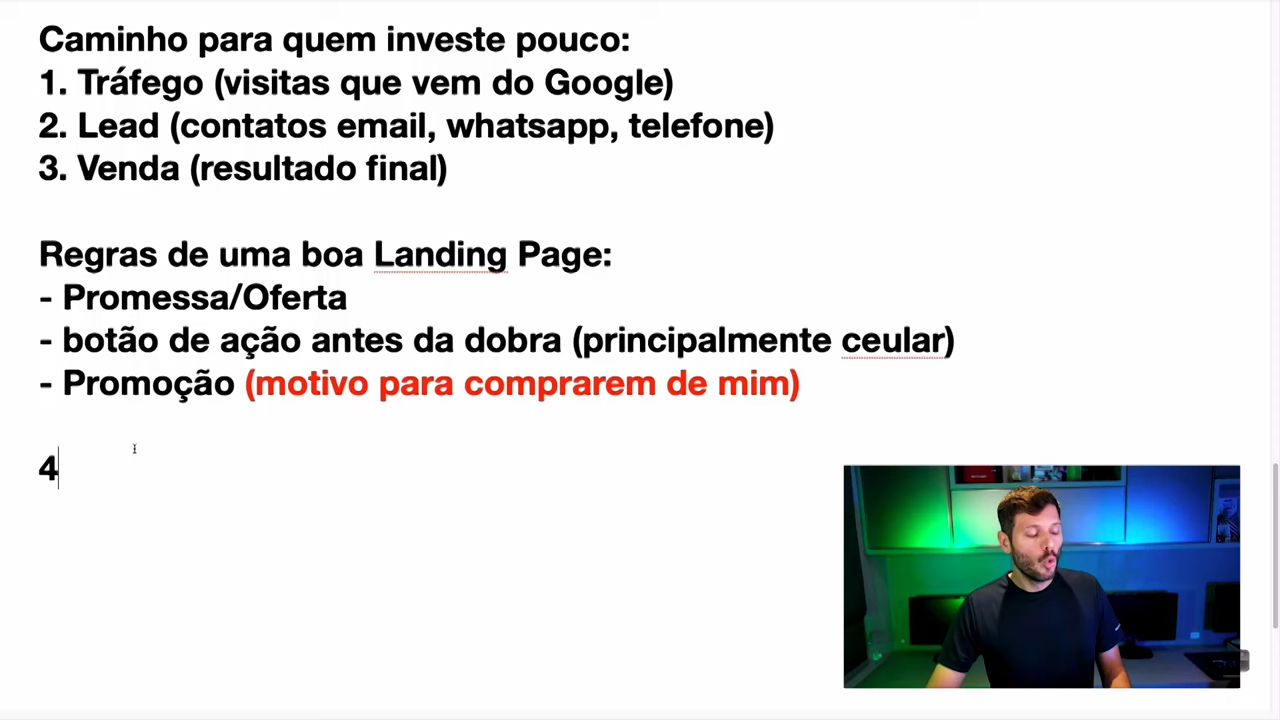 Caminho para quem investe pouco:
1. Tráfego (visitas que vem do Google)
2. Lead (contatos email, whatsapp, telefone)
3. Venda (resultado final)
Regras de uma boa Landing Page:
- Promessa/Oferta
- botão de ação antes da dobra (principalmente ceular)
- Promoção (motivo para comprarem de mim)
4